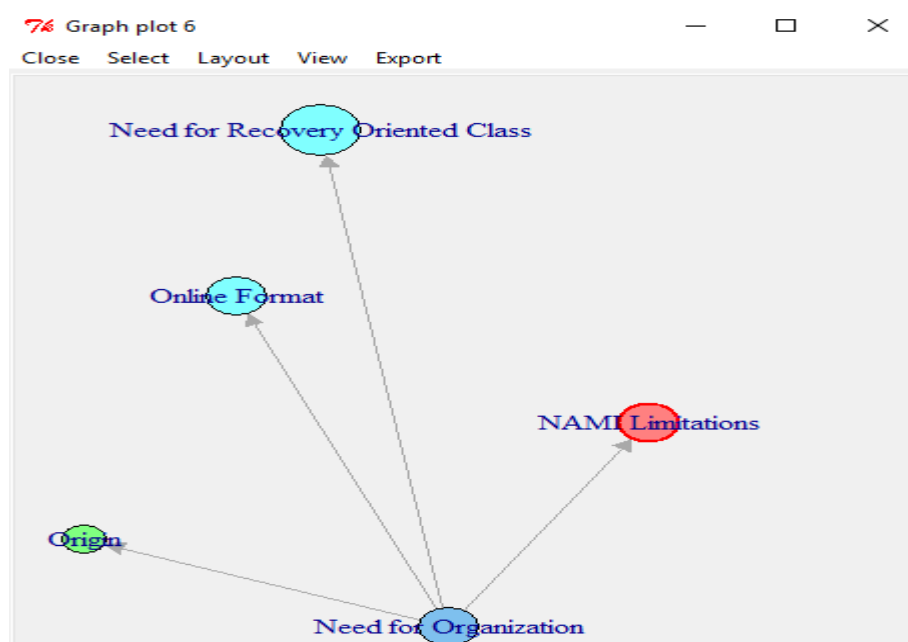 Graph plot 6
Close Select Layout View Export
Need for Recovery Oriented Class
Online Format
NAMI Limitations
Origin
Need for Organization